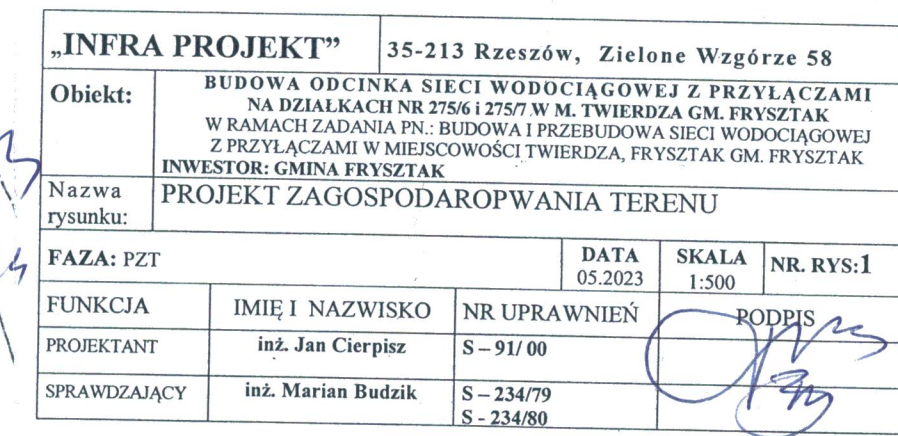 „INFRA PROJEKT” 35-213 Rzeszów, Zielone Wzgórze 58
Obiekt: BUDOWA ODCINKA SIECI WODOCIĄGOWEJ Z PRZYŁĄCZAMI
NA DZIAŁKACH NR 275/6 i 275/7 W M. TWIERDZA GM. FRYSZTAK
W RAMACH ZADANIA PN.: BUDOWA I PRZEBUDOWA SIECI WODOCIĄGOWEJ
Z PRZYŁĄCZAMI W MIEJSCOWOŚCI TWIERDZA, FRYSZTAK GM. FRYSZTAK
INWESTOR: GMINA FRYSZTAK
Nazwa rysunku: PROJEKT ZAGOSPODAROPWANIA TERENU
FAZA: PZT DATA 05.2023 SKALA 1:500 NR. RYS:1
FUNKCJA IMIĘ I NAZWISKO NR UPRAWNIEŃ PODPIS
PROJEKTANT inż. Jan Cierpisz S – 91/ 00
SPRAWDZAJĄCY inż. Marian Budzik S – 234/79
S - 234/80